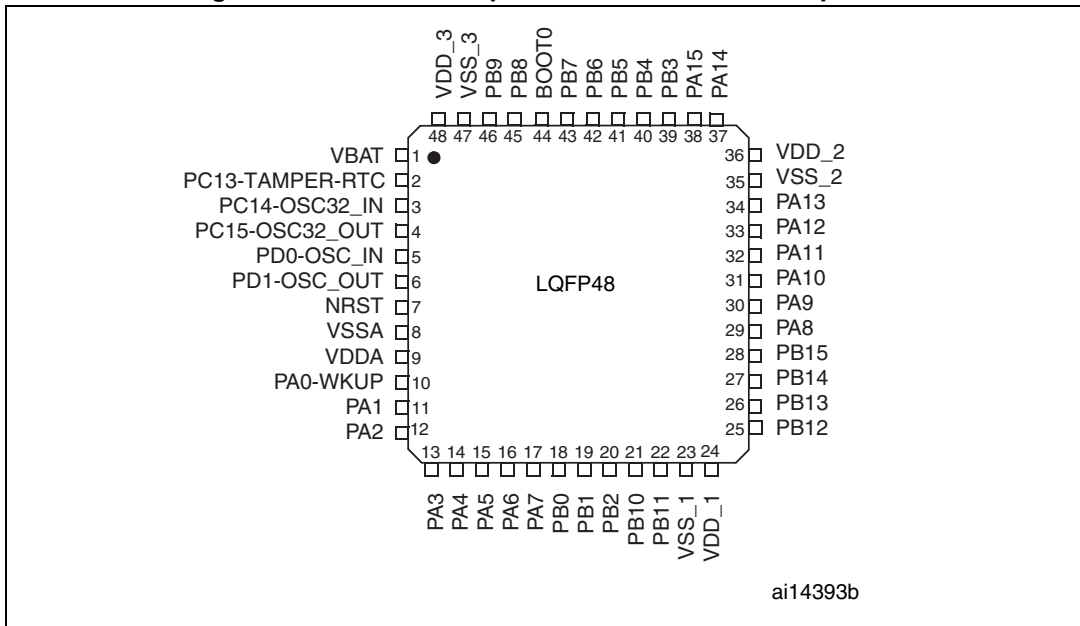 VDD_3
VSS_3
PB9
PB8
BOOT0
PB7
PB6
PB5
PB4
PB3
PA15
PA14
48 47 46 45 44 43 42 41 40 39 38 37
VBAT 1
PC13-TAMPER-RTC 2
PC14-OSC32_IN 3
PC15-OSC32_OUT 4
PD0-OSC_IN 5
PD1-OSC_OUT 6
NRST 7
VSSA 8
VDDA 9
PA0-WKUP 10
PA1 11
PA2 12
LQFP48
36 VDD_2
35 VSS_2
34 PA13
33 PA12
32 PA11
31 PA10
30 PA9
29 PA8
28 PB15
27 PB14
26 PB13
25 PB12
13 14 15 16 17 18 19 20 21 22 23 24
PA3
PA4
PA5
PA6
PA7
PB0
PB1
PB2
PB10
PB11
VSS_1
VDD_1
ai14393b